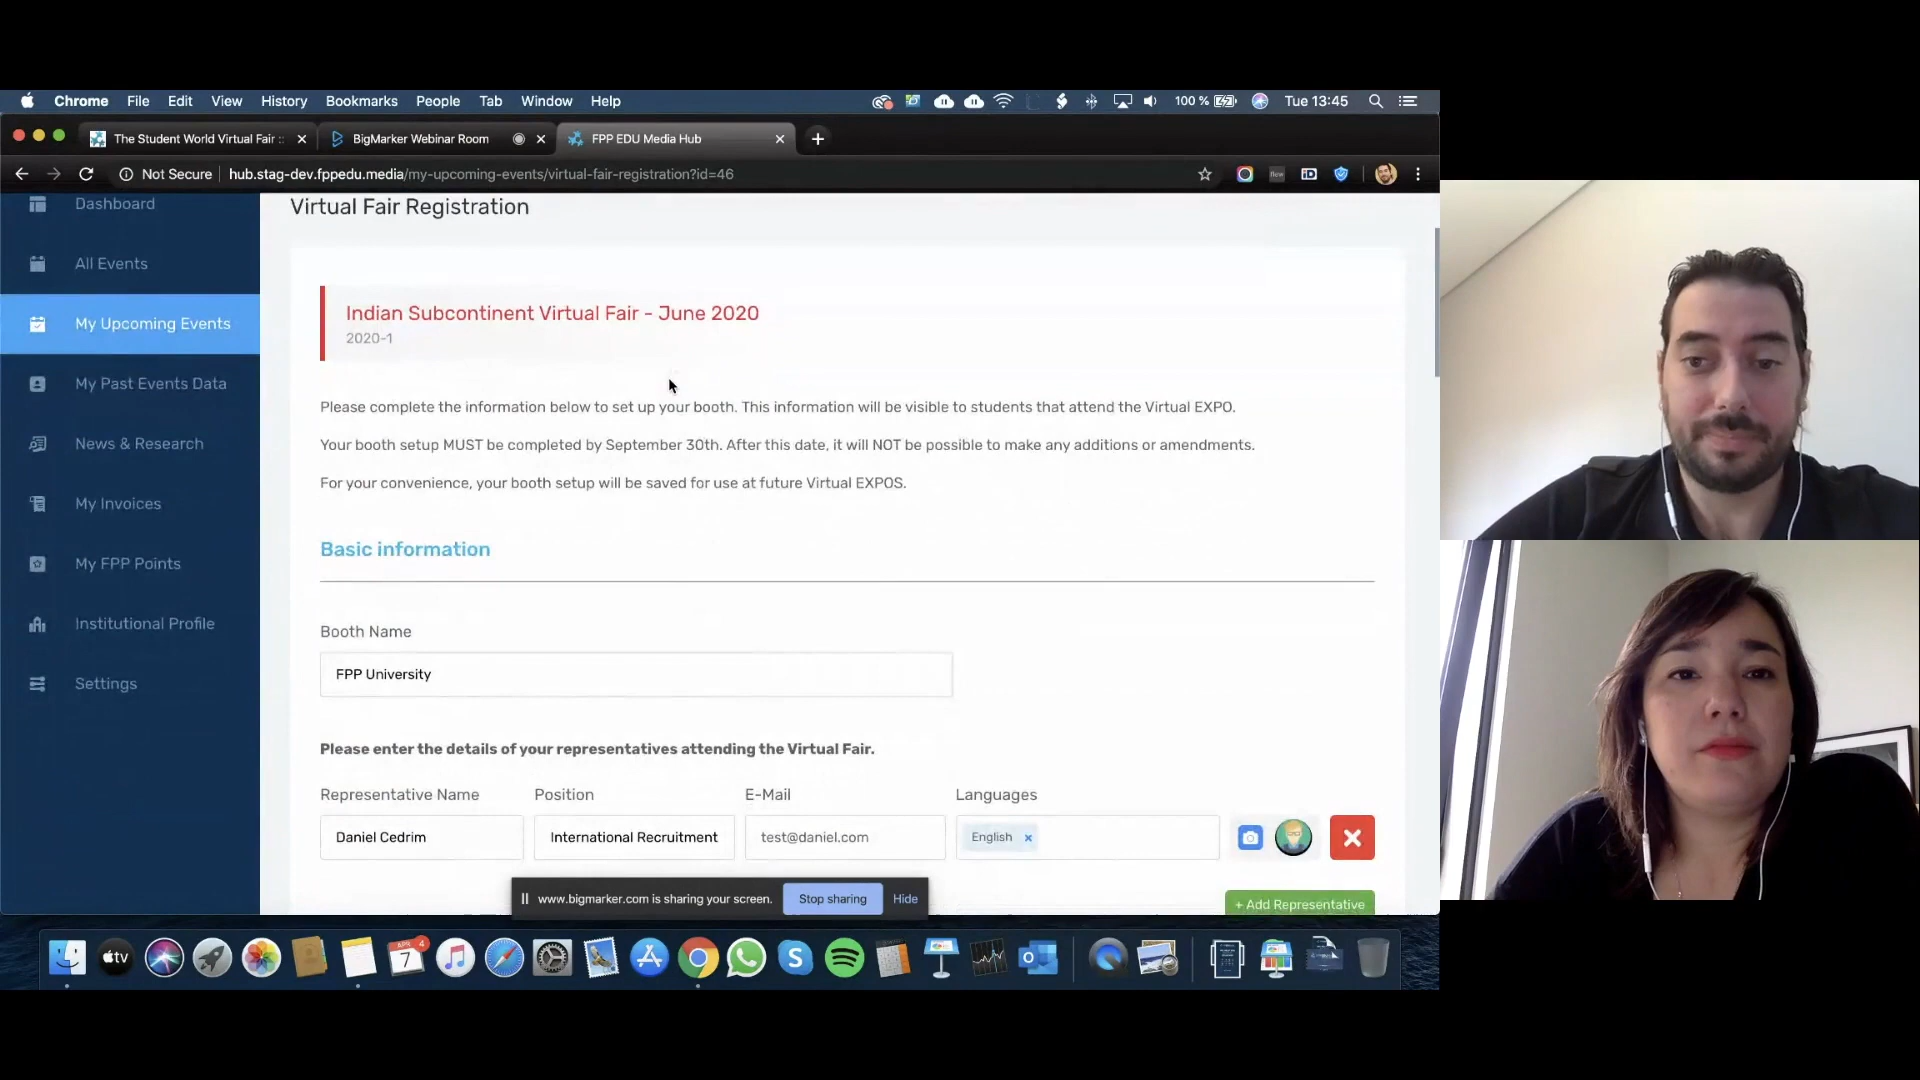 Chrome File Edit View History Bookmarks People Tab Window Help 100 % Tue 13:45
The Student World Virtual Fair :: BigMarker Webinar Room FPP EDU Media Hub
Not Secure hub.stag-dev.fppedu.media/my-upcoming-events/virtual-fair-registration?id=46
Dashboard
All Events
My Upcoming Events
My Past Events Data
News & Research
My Invoices
My FPP Points
Institutional Profile
Settings
Virtual Fair Registration
Indian Subcontinent Virtual Fair - June 2020
2020-1
Please complete the information below to set up your booth. This information will be visible to students that attend the Virtual EXPO.
Your booth setup MUST be completed by September 30th. After this date, it will NOT be possible to make any additions or amendments.
For your convenience, your booth setup will be saved for use at future Virtual EXPOS.
Basic information
Booth Name
FPP University
Please enter the details of your representatives attending the Virtual Fair.
Representative Name Position E-Mail Languages
Daniel Cedrim International Recruitment test@daniel.com English ×
www.bigmarker.com is sharing your screen. Stop sharing Hide
+ Add Representative
tv APR 7 4